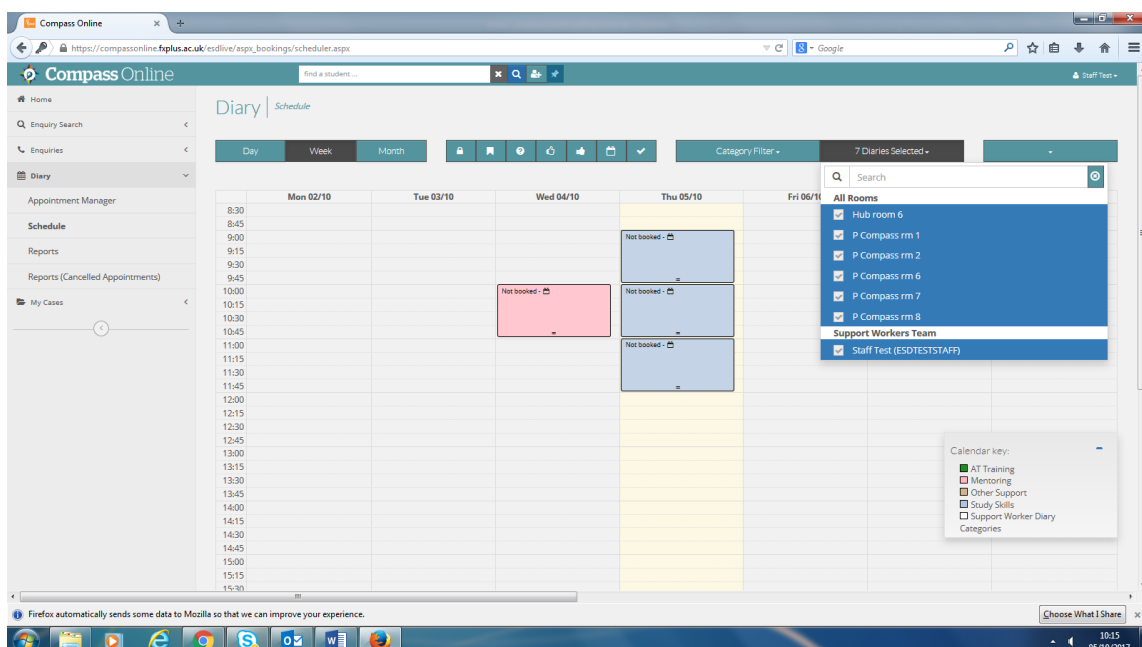 Compass Online
https://compassonline.fxplus.ac.uk/esdlive/aspx_bookings/scheduler.aspx
Google
Compass Online
find a student ...
Staff Test
Home
Enquiry Search
Enquiries
Diary
Appointment Manager
Schedule
Reports
Reports (Cancelled Appointments)
My Cases
Diary | Schedule
Day Week Month
Category Filter
7 Diaries Selected
Search
All Rooms
Hub room 6
P Compass rm 1
P Compass rm 2
P Compass rm 6
P Compass rm 7
P Compass rm 8
Support Workers Team
Staff Test (ESDTESTSTAFF)
Mon 02/10 Tue 03/10 Wed 04/10 Thu 05/10 Fri 06/10
8:30
8:45
9:00
Not booked -
9:15
9:30
9:45
10:00
Not booked -
Not booked -
10:15
10:30
10:45
11:00
Not booked -
11:15
11:30
11:45
12:00
12:15
12:30
12:45
13:00
13:15
13:30
13:45
14:00
14:15
14:30
14:45
15:00
15:15
15:30
Calendar key:
AT Training
Mentoring
Other Support
Study Skills
Support Worker Diary
Categories
Firefox automatically sends some data to Mozilla so that we can improve your experience.
Choose What I Share
10:15
05/10/2017